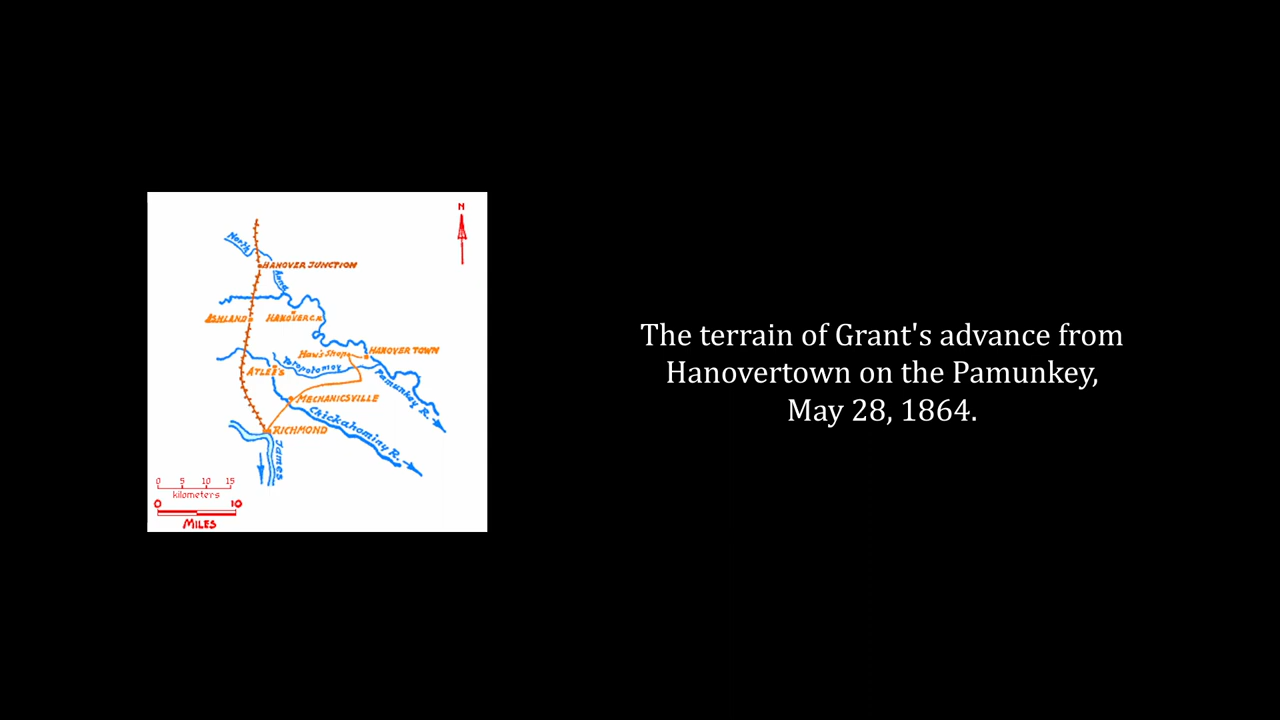 N
North
Anna
HANOVER JUNCTION
ASHLAND
HANOVER C.H.
Haw's Shop
HANOVER TOWN
Totopotomoy
ATLEE'S
Pamunkey R.
MECHANICSVILLE
Chickahominy R.
RICHMOND
James
0 5 10 15
kilometers
0 10
MILES
The terrain of Grant's advance from
Hanovertown on the Pamunkey,
May 28, 1864.